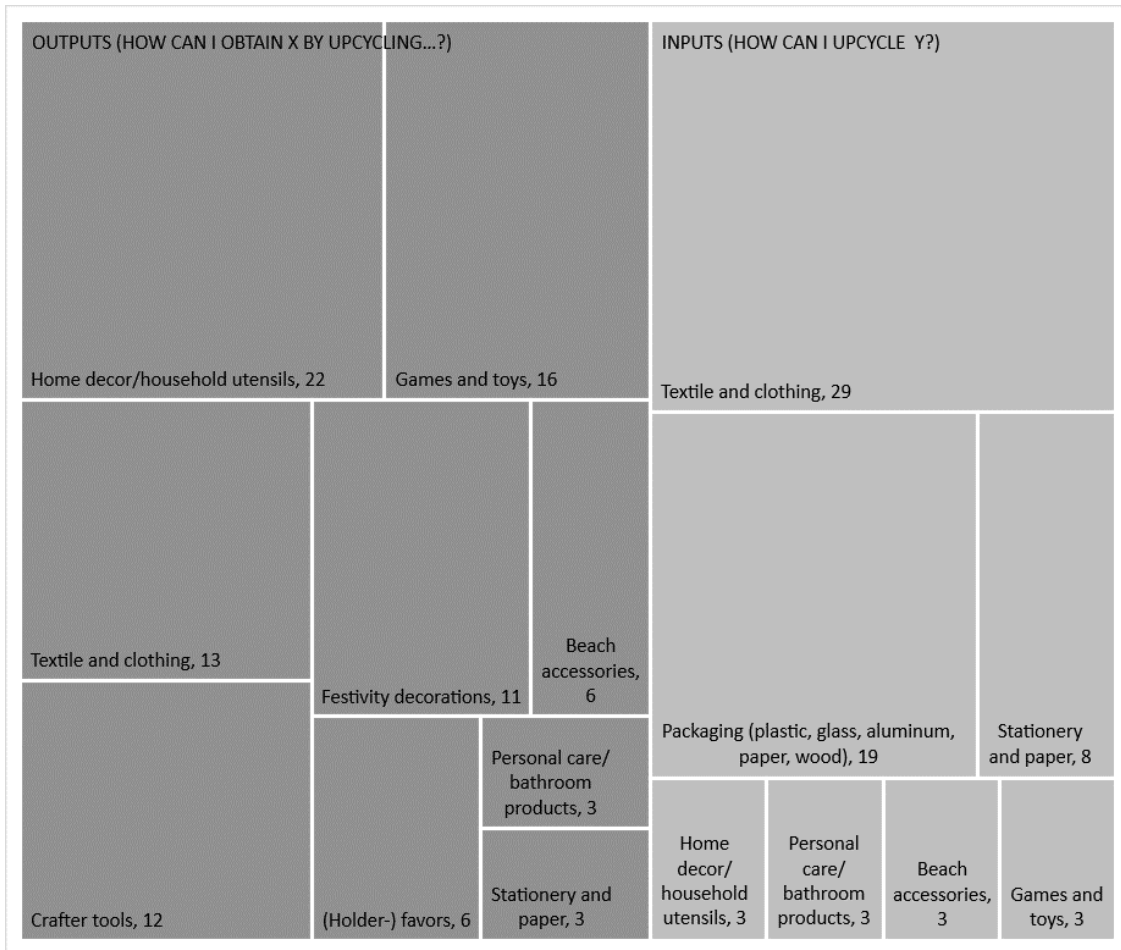 OUTPUTS (HOW CAN I OBTAIN X BY UPCYCLING...?)
Home decor/household utensils, 22
Games and toys, 16
Textile and clothing, 13
Festivity decorations, 11
Beach
accessories,
6
Crafter tools, 12
(Holder-) favors, 6
Personal care/
bathroom
products, 3
Stationery and
paper, 3
INPUTS (HOW CAN I UPCYCLE  Y?)
Textile and clothing, 29
Packaging (plastic, glass, aluminum,
paper, wood), 19
Stationery
and paper, 8
Home
decor/
household
utensils, 3
Personal
care/
bathroom
products, 3
Beach
accessories,
3
Games and
toys, 3